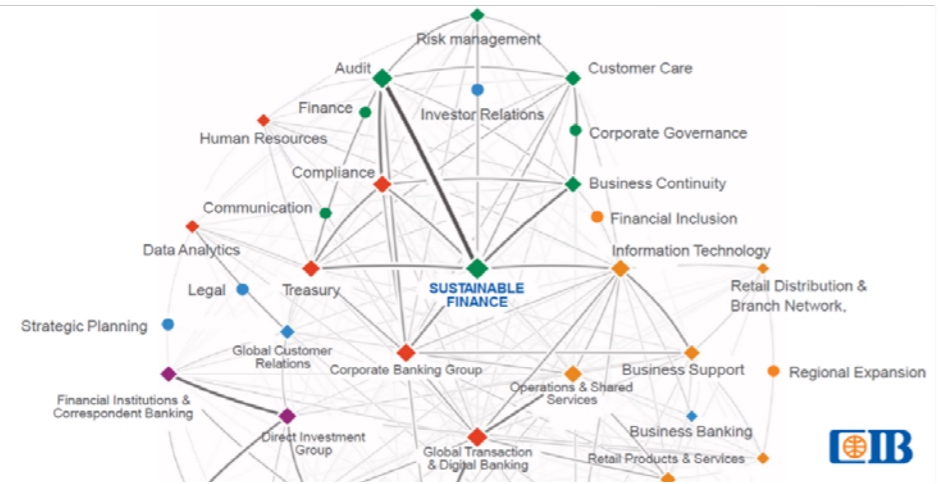 Risk management
Audit
Customer Care
Finance
Investor Relations
Human Resources
Corporate Governance
Compliance
Business Continuity
Communication
Financial Inclusion
Data Analytics
Information Technology
Legal
Treasury
SUSTAINABLE
FINANCE
Retail Distribution &
Branch Network,
Strategic Planning
Global Customer
Relations
Corporate Banking Group
Business Support
Regional Expansion
Operations & Shared
Services
Financial Institutions &
Correspondent Banking
Direct Investment
Group
Business Banking
Global Transaction
& Digital Banking
Retail Products & Services
CIB